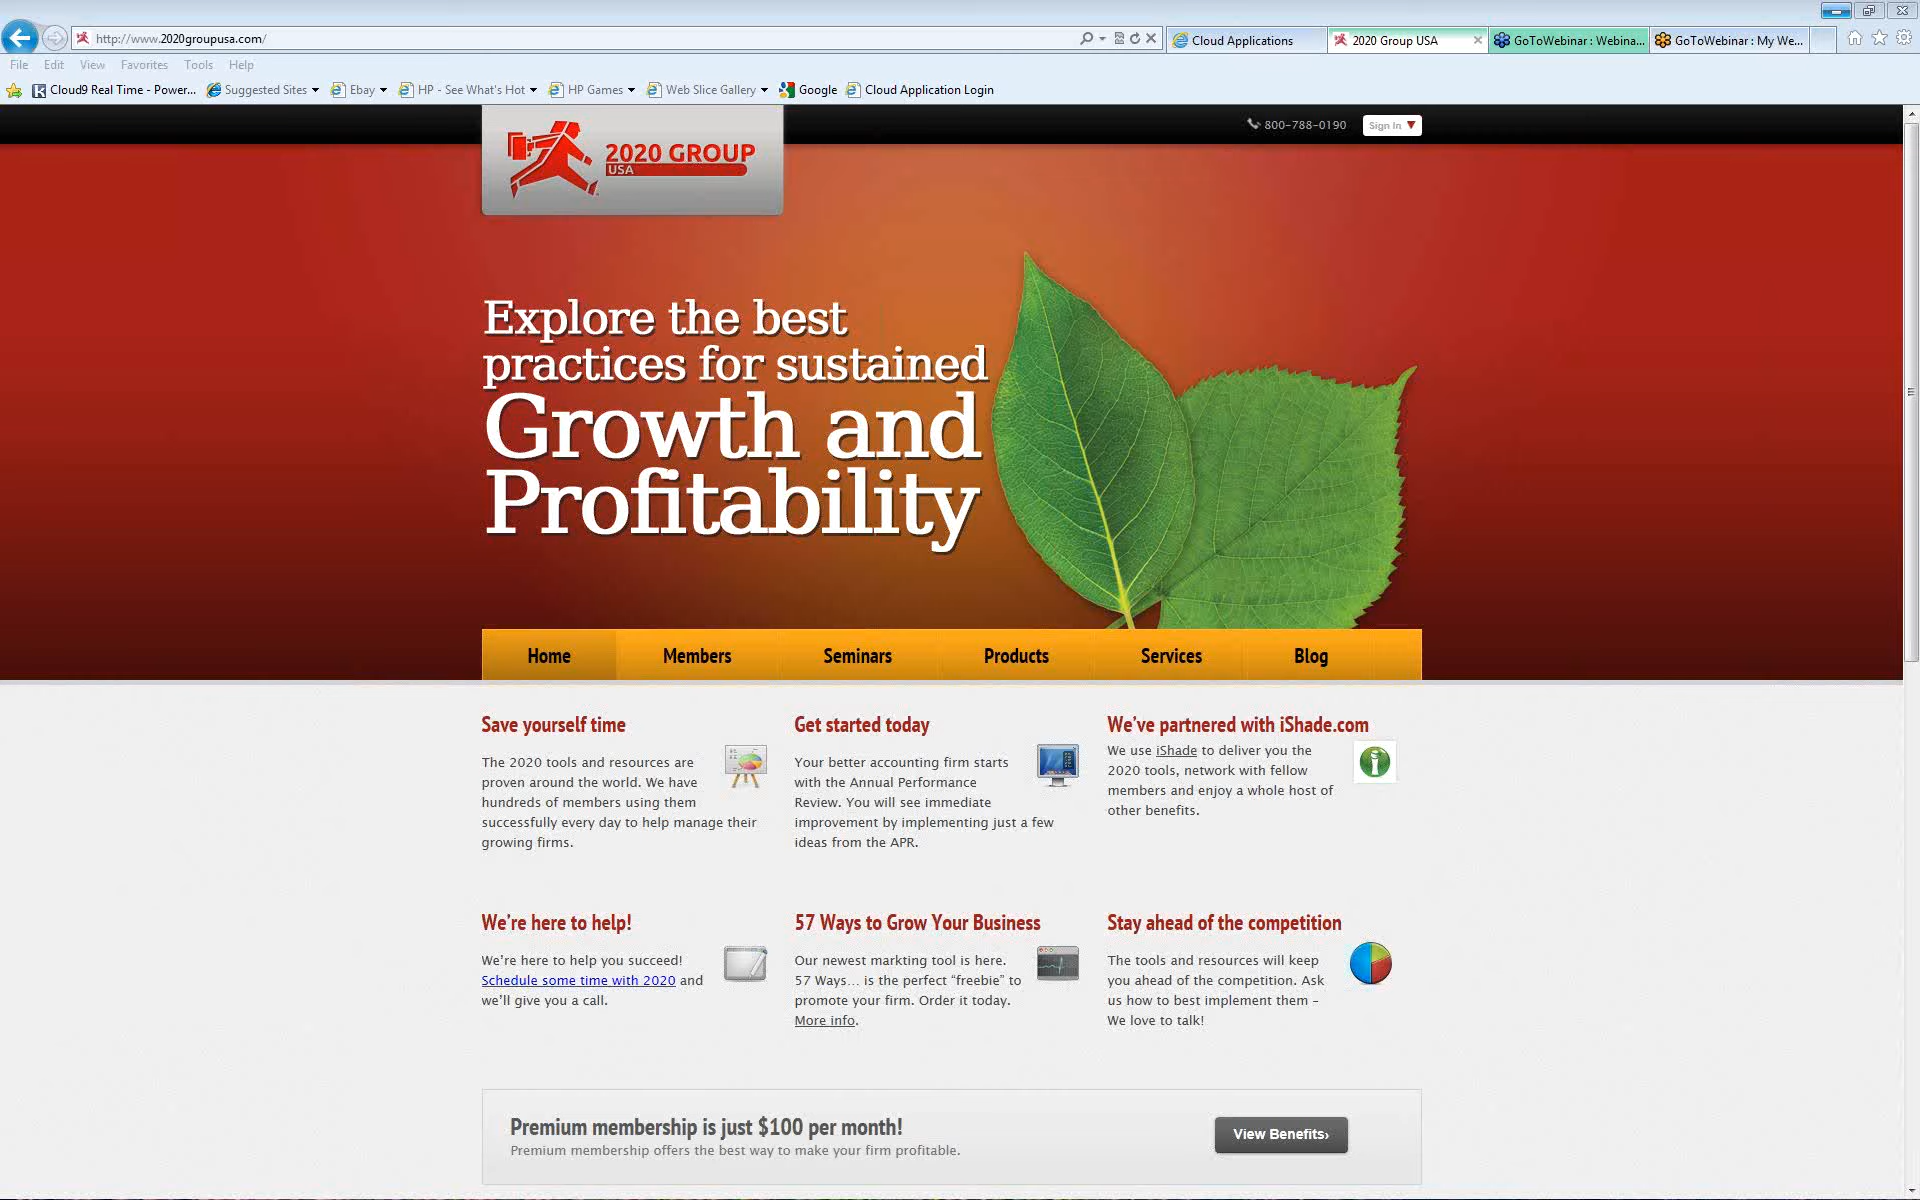 http://www.2020groupusa.com/
Cloud Applications
2020 Group USA
GoToWebinar : Webina...
GoToWebinar : My We...
File Edit View Favorites Tools Help
Cloud9 Real Time - Power... Suggested Sites Ebay HP - See What's Hot HP Games Web Slice Gallery Google Cloud Application Login
800-788-0190 Sign In
2020 GROUP
USA
Explore the best
practices for sustained
Growth and
Profitability
Home Members Seminars Products Services Blog
Save yourself time
The 2020 tools and resources are
proven around the world. We have
hundreds of members using them
successfully every day to help manage their
growing firms.
Get started today
Your better accounting firm starts
with the Annual Performance
Review. You will see immediate
improvement by implementing just a few
ideas from the APR.
We've partnered with iShade.com
We use iShade to deliver you the
2020 tools, network with fellow
members and enjoy a whole host of
other benefits.
We're here to help!
We're here to help you succeed!
Schedule some time with 2020 and
we'll give you a call.
57 Ways to Grow Your Business
Our newest markting tool is here.
57 Ways... is the perfect "freebie" to
promote your firm. Order it today.
More info.
Stay ahead of the competition
The tools and resources will keep
you ahead of the competition. Ask
us how to best implement them –
We love to talk!
Premium membership is just $100 per month!
Premium membership offers the best way to make your firm profitable.
View Benefits›